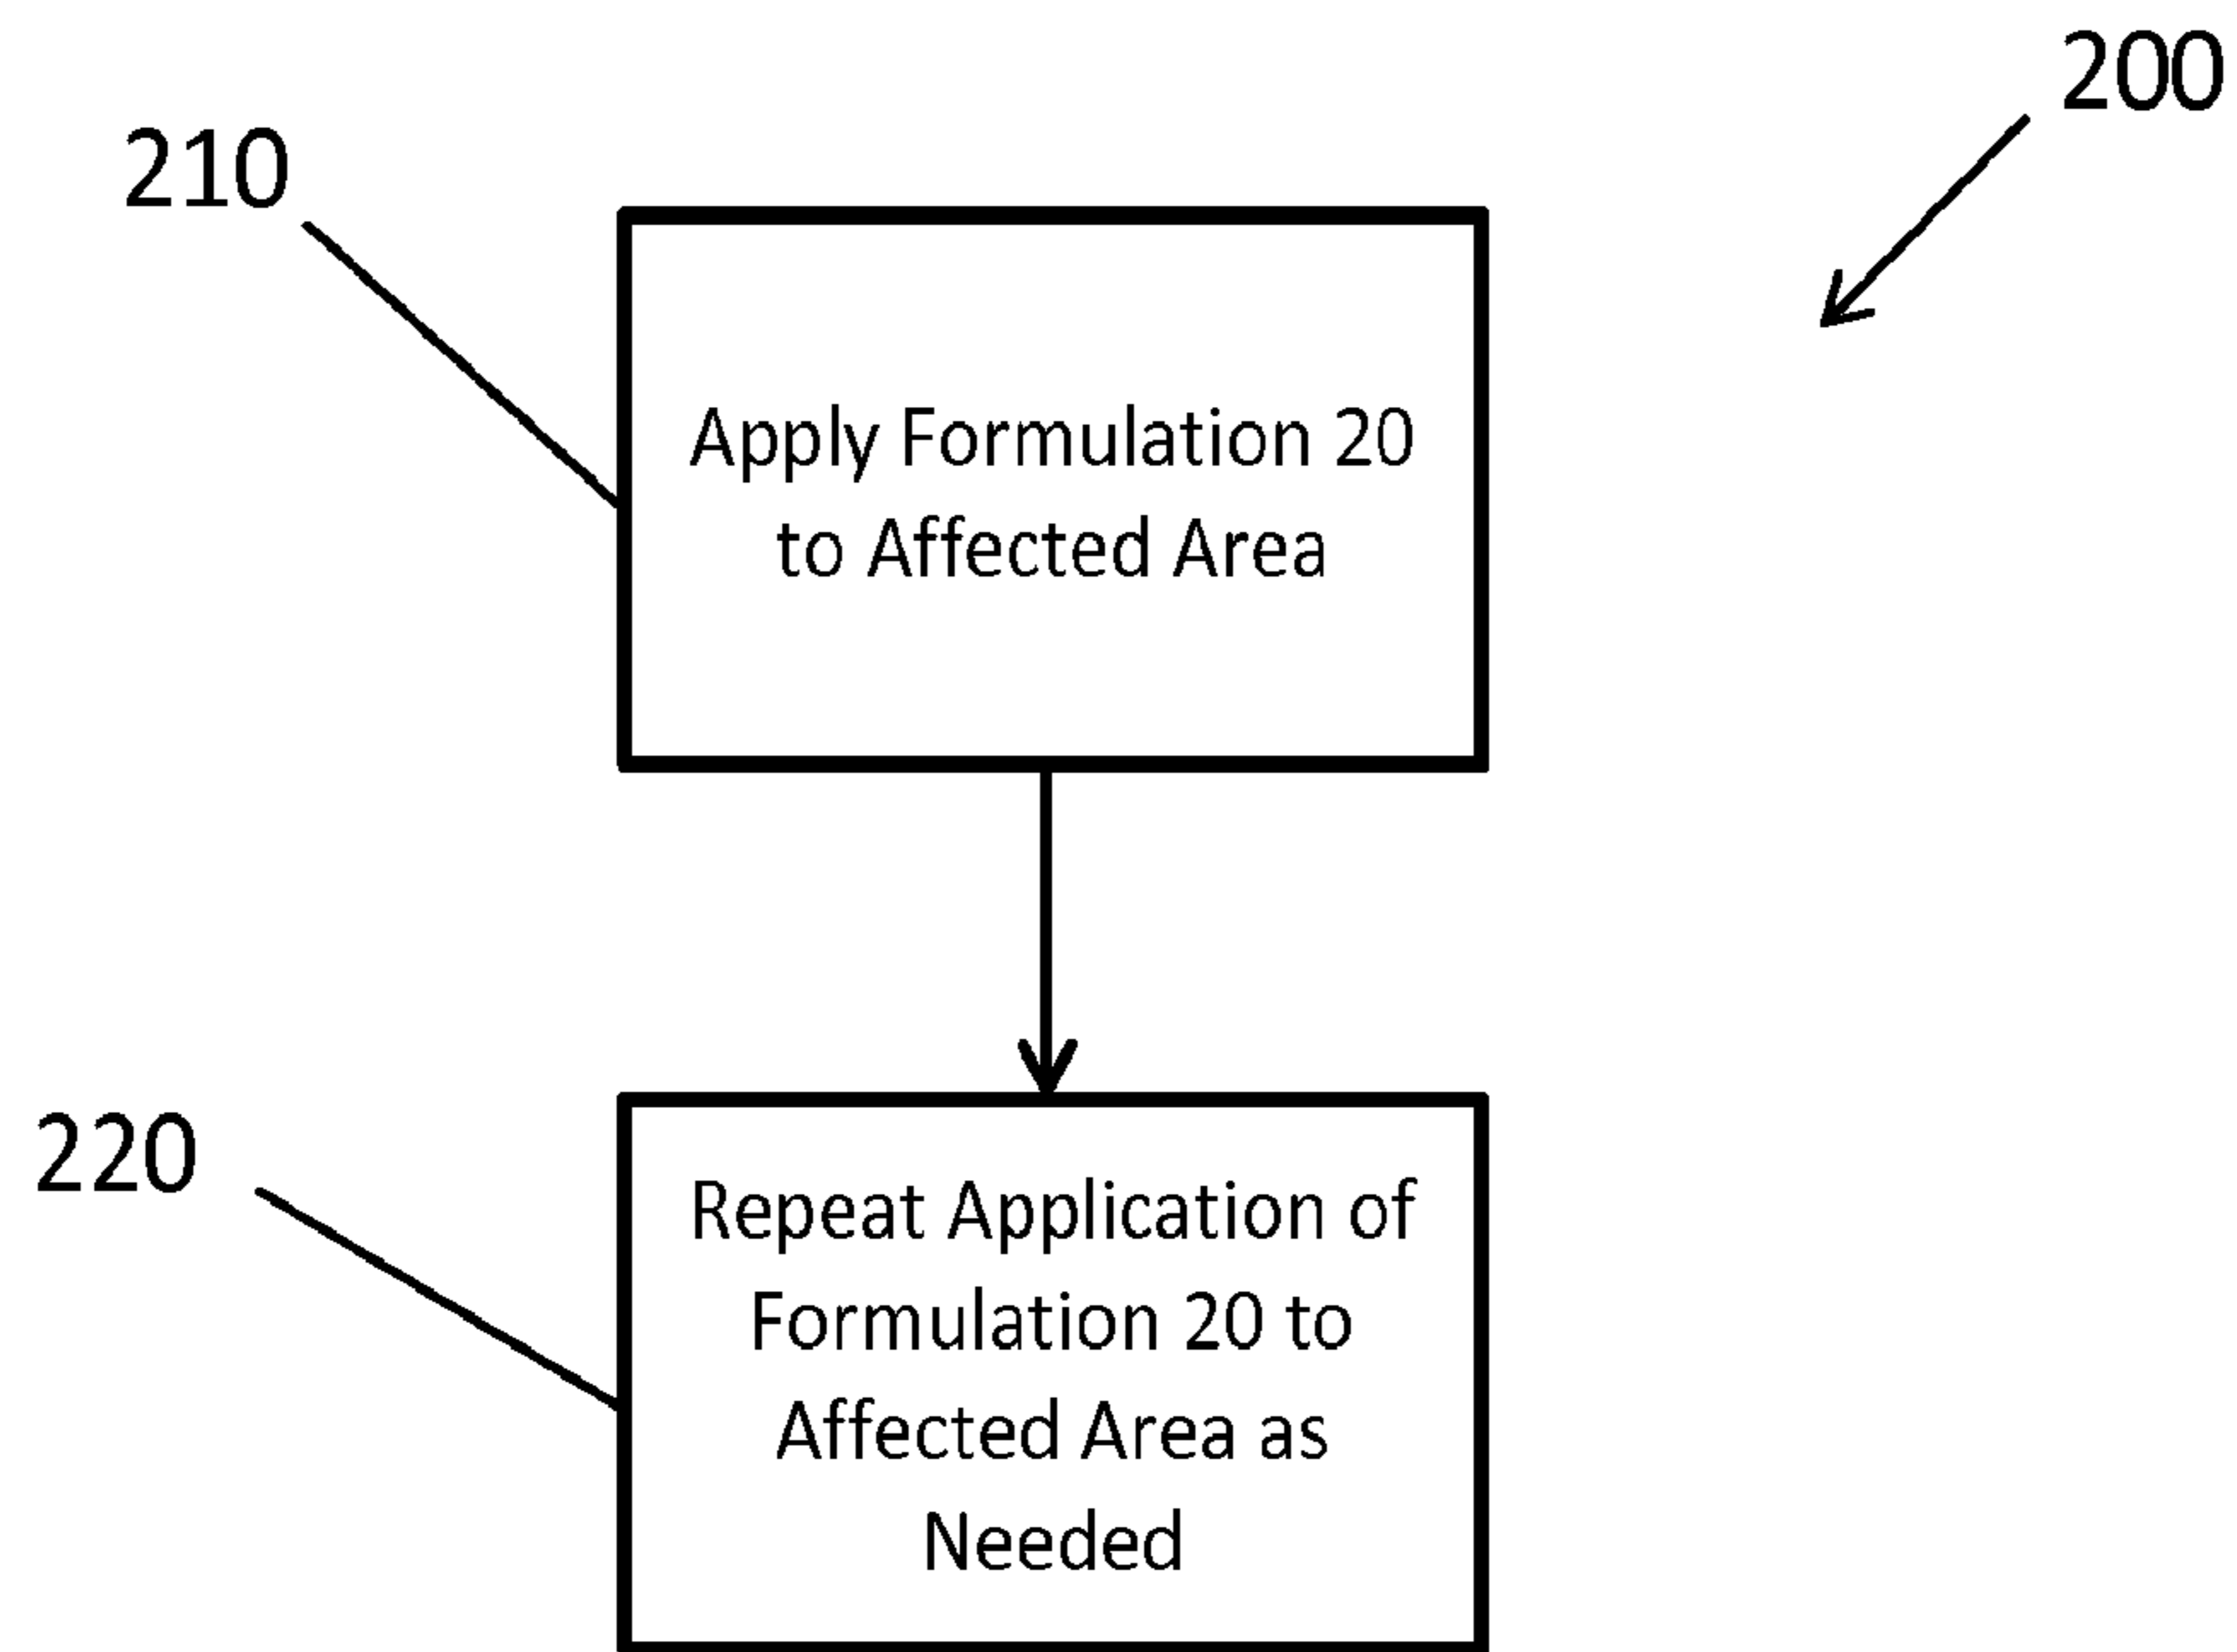 200
210
Apply Formulation 20
to Affected Area
220
Repeat Application of
Formulation 20 to
Affected Area as
Needed